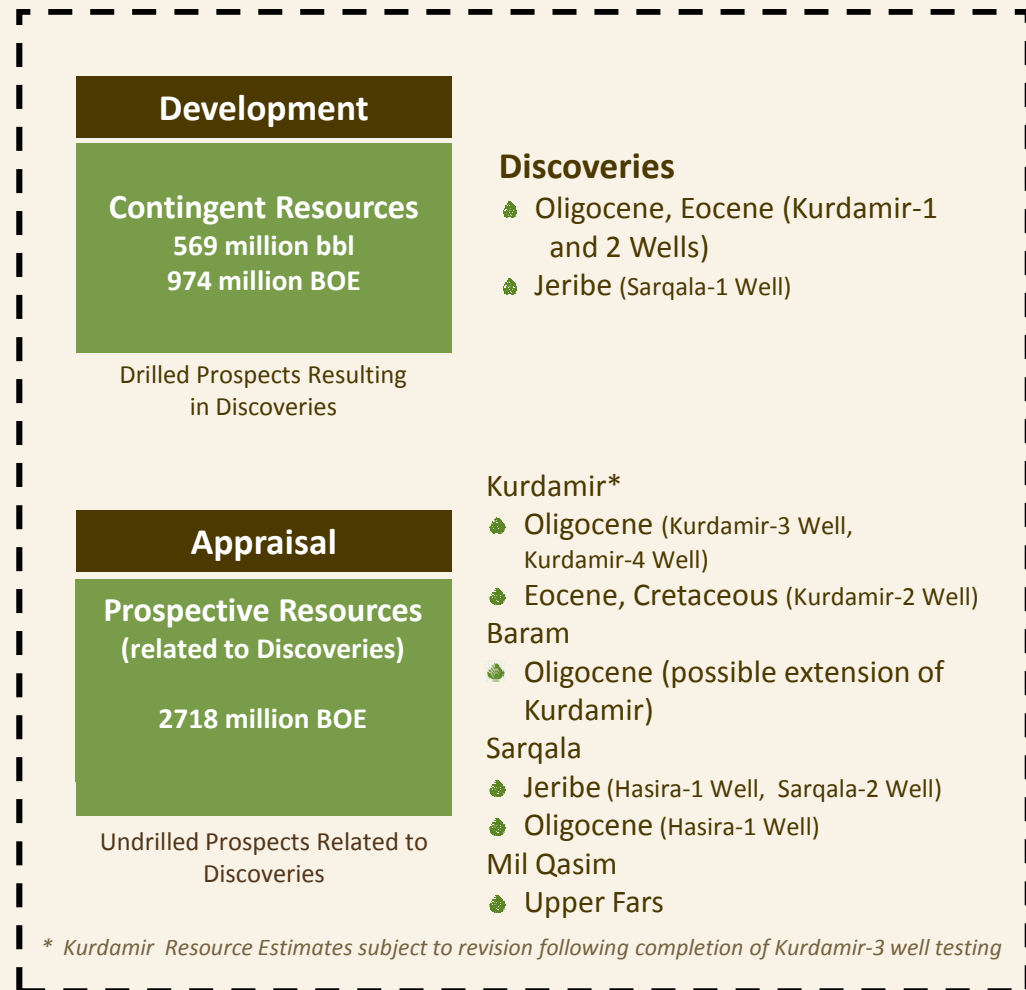 Development
Contingent Resources
569 million bbl
974 million BOE
Drilled Prospects Resulting
in Discoveries
Discoveries
Oligocene, Eocene (Kurdamir-1
and 2 Wells)
Jeribe (Sarqala-1 Well)
Appraisal
Prospective Resources
(related to Discoveries)
2718 million BOE
Undrilled Prospects Related to
Discoveries
Kurdamir*
Oligocene (Kurdamir-3 Well,
Kurdamir-4 Well)
Eocene, Cretaceous (Kurdamir-2 Well)
Baram
Oligocene (possible extension of
Kurdamir)
Sarqala
Jeribe (Hasira-1 Well, Sarqala-2 Well)
Oligocene (Hasira-1 Well)
Mil Qasim
Upper Fars
* Kurdamir Resource Estimates subject to revision following completion of Kurdamir-3 well testing